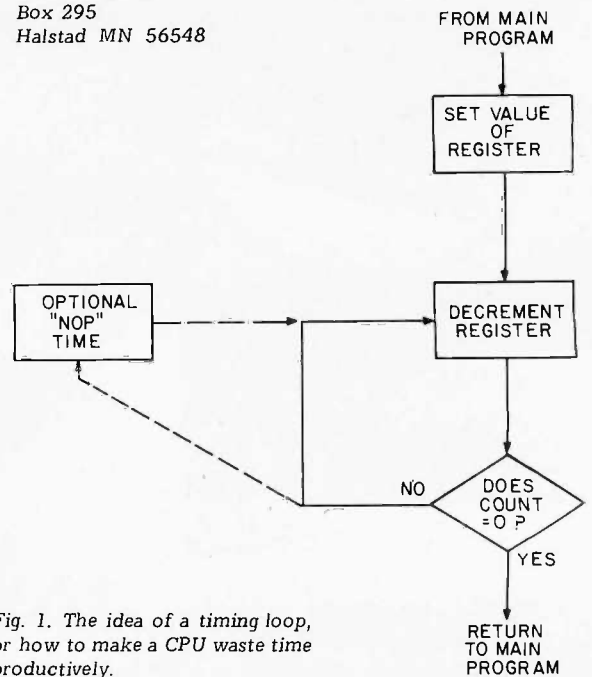 Box 295
Halstad MN 56548
FROM MAIN
PROGRAM
SET VALUE
OF
REGISTER
OPTIONAL
"NOP"
TIME
DECREMENT
REGISTER
NO
DOES
COUNT
=0 ?
YES
RETURN
TO MAIN
PROGRAM
Fig. 1. The idea of a timing loop,
or how to make a CPU waste time
productively.